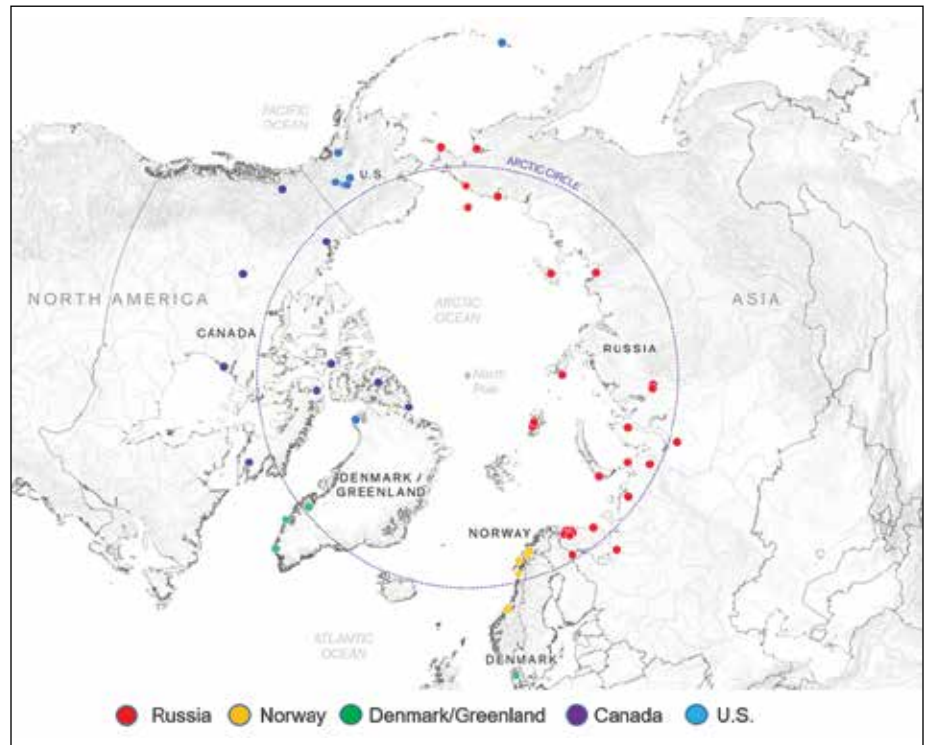 PACIFIC
OCEAN
U.S.
ARCTIC CIRCLE
NORTH AMERICA
ARCTIC
OCEAN
ASIA
CANADA
RUSSIA
North
Pole
DENMARK /
GREENLAND
NORWAY
ATLANTIC
OCEAN
DENMARK
Russia
Norway
Denmark/Greenland
Canada
U.S.